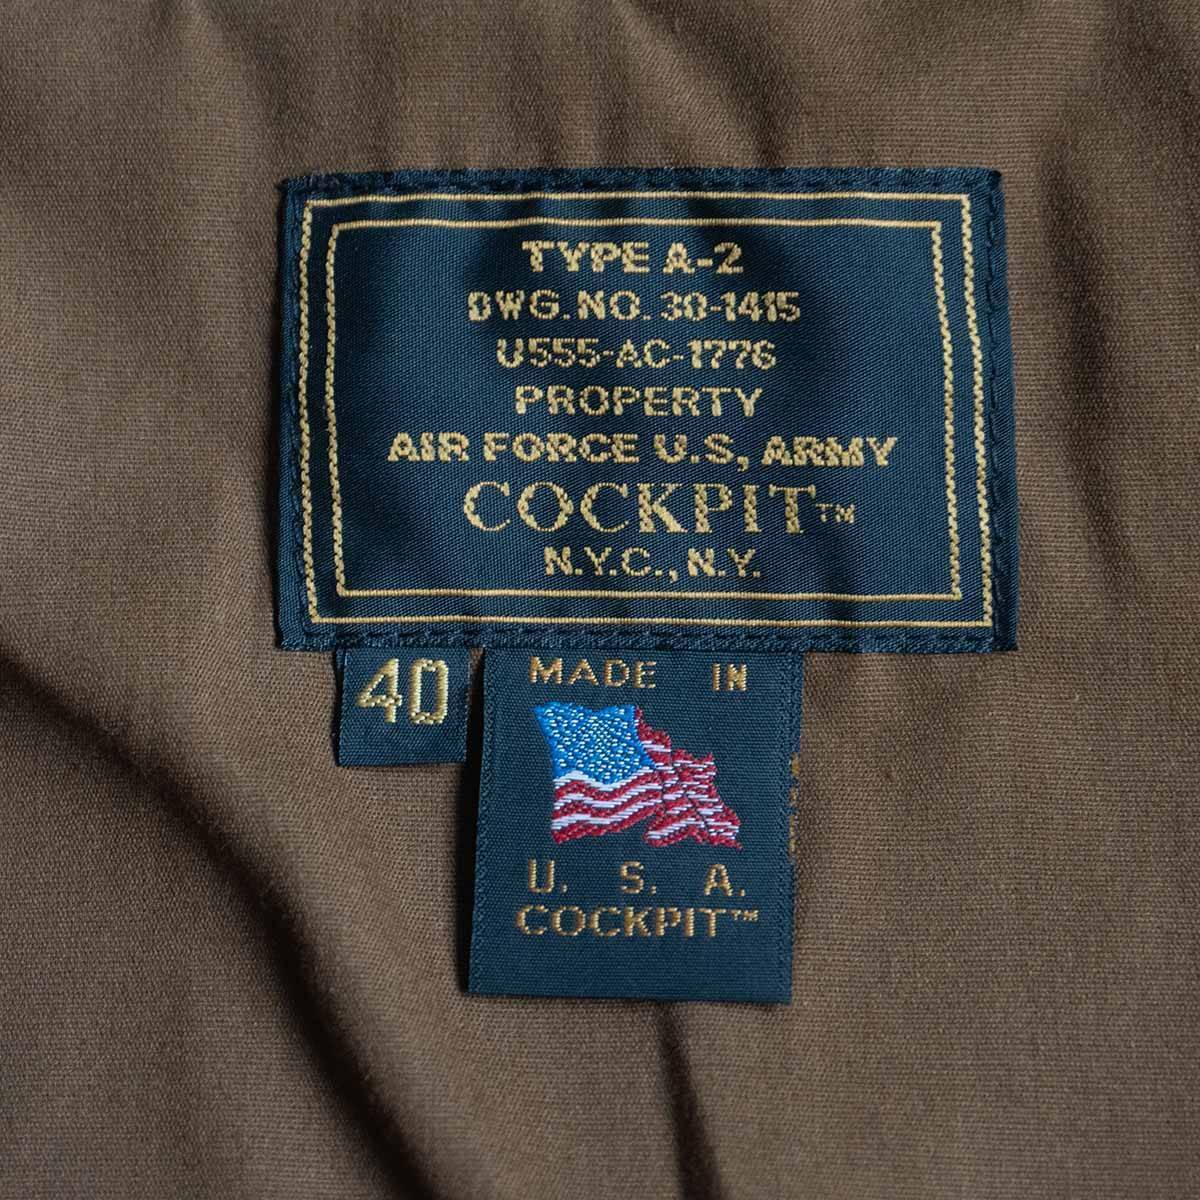 TYPE A-2
DWG. NO. 30-1415
U555-AC-1776
PROPERTY
AIR FORCE U.S, ARMY
COCKPIT™
N.Y.C., N.Y.
40
MADE IN
U. S. A.
COCKPIT™